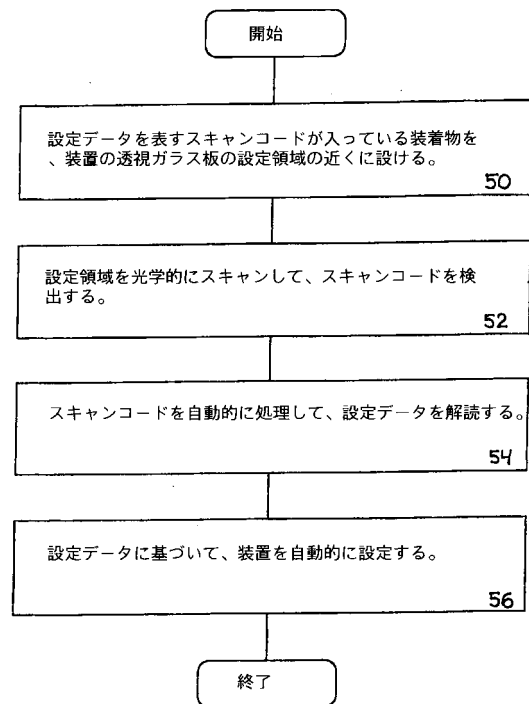 開始
設定データを表すスキャンコードが入っている装着物を
、装置の透視ガラス板の設定領域の近くに設ける。
50
設定領域を光学的にスキャンして、スキャンコードを検
出する。
52
スキャンコードを自動的に処理して、設定データを解読する。
54
設定データに基づいて、装置を自動的に設定する。
56
終了